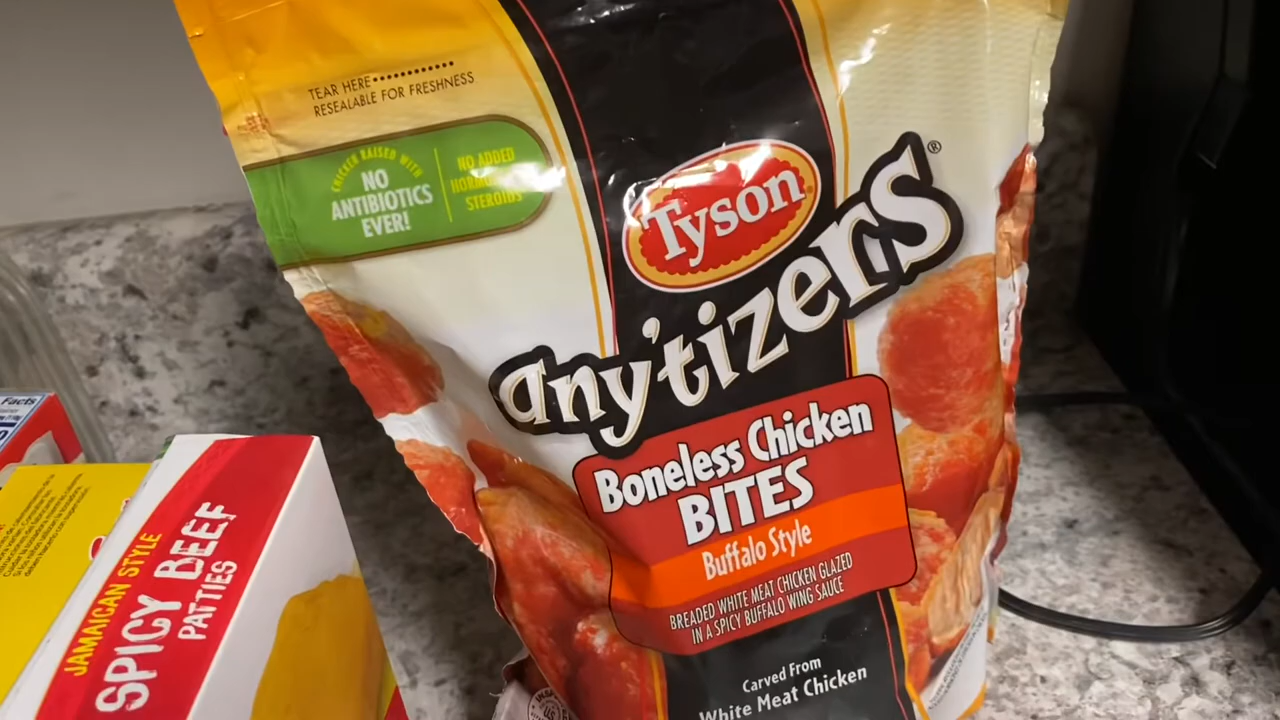 TEAR HERE
RESEALABLE FOR FRESHNESS
CHICKEN RAISED WITH
NO
ANTIBIOTICS
EVER!
NO ADDED
STEROIDS
Tyson
any'tizers®
Boneless Chicken
BITES
Buffalo Style
BREADED WHITE MEAT CHICKEN GLAZED
IN A SPICY BUFFALO WING SAUCE
Carved From
White Meat Chicken
Facts
JAMAICAN STYLE
SPICY BEEF
PATTIES